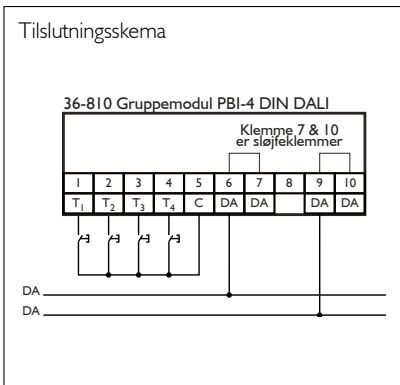 Tilslutningsskema
36-810 Gruppemodul PBI-4 DIN DALI
Klemme 7 & 10
er sløjfeklemmer
1 2 3 4 5 6 7 8 9 10
T1 T2 T3 T4 C DA DA DA DA
DA
DA